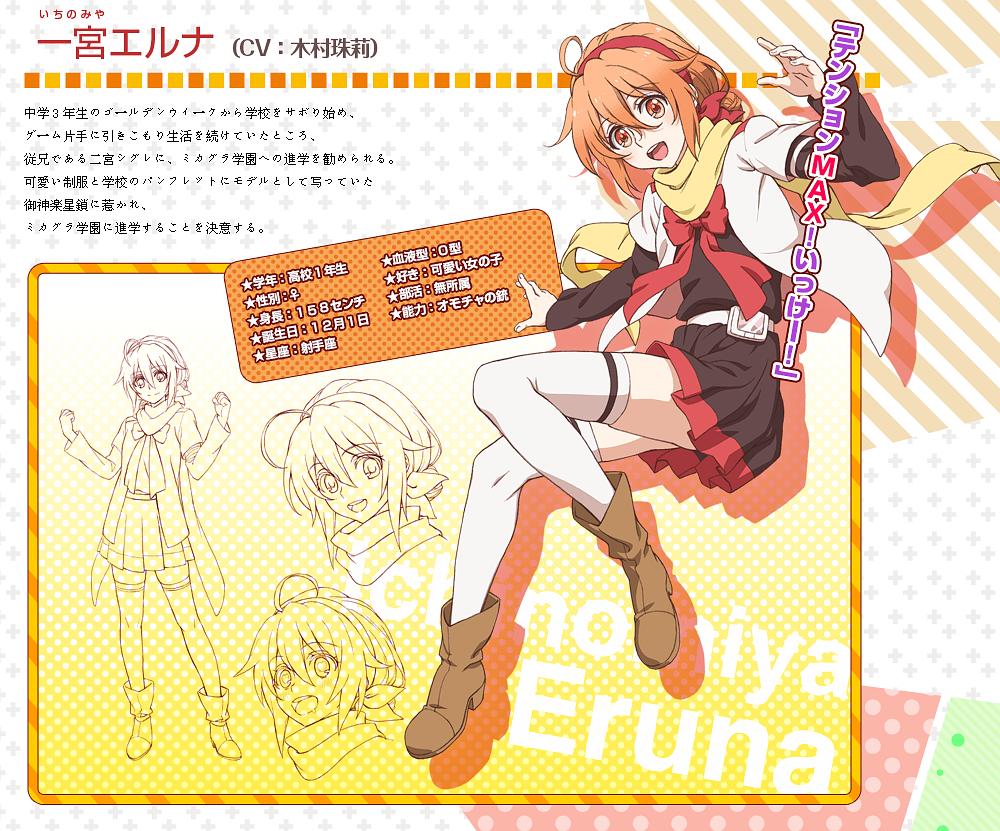 いちのみや
一宮エルナ (CV:木村珠莉)
中学3年生のゴールデンウィークから学校をサボり始め、
ゲーム片手に引きこもり生活を続けていたところ、
従兄である二宮シグレに、ミカグラ学園への進学を勧められる。
可愛い制服と学校のパンフレットにモデルとして写っていた
御神楽星鎖に惹かれ、
ミカグラ学園に進学することを決意する。
★学年:高校1年生
★性別:♀
★身長:158センチ
★誕生日:12月1日
★星座:射手座
★血液型:O型
★好き:可愛い女の子
★部活:無所属
★能力:オモチャの銃
「テンションMAX!いっけー!!」
Ichinomiya
Eruna